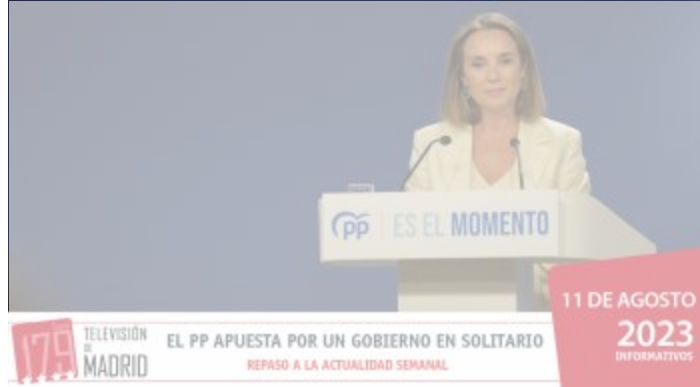 PP ES EL MOMENTO
11 DE AGOSTO
2023
INFORMATIVOS
179
TELEVISIÓN
DE
MADRID
EL PP APUESTA POR UN GOBIERNO EN SOLITARIO
REPASO A LA ACTUALIDAD SEMANAL